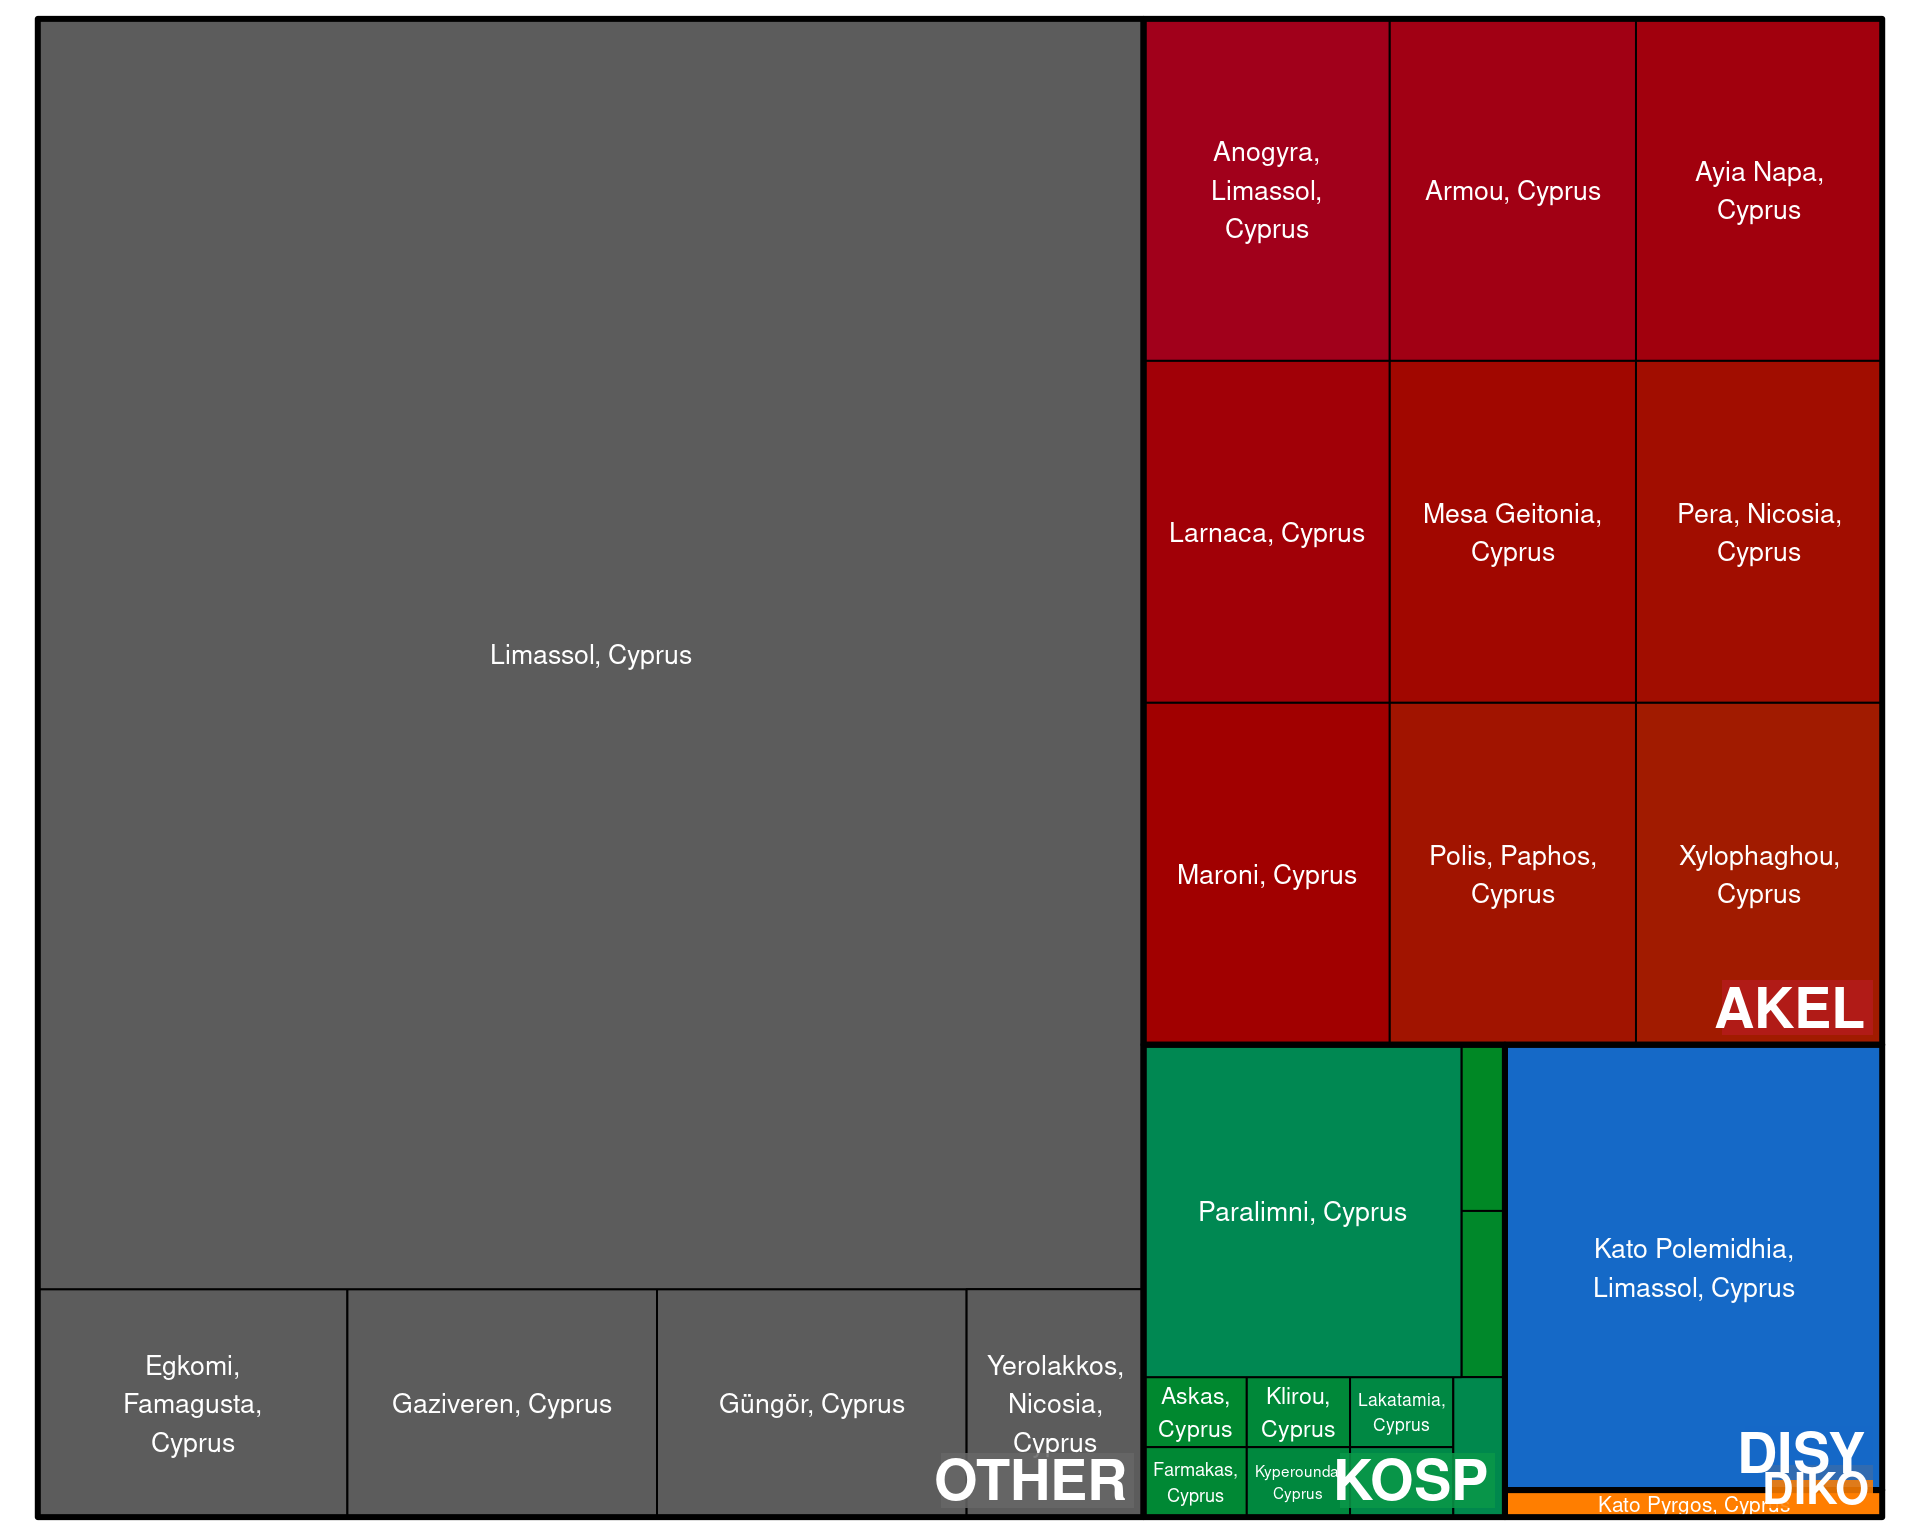 Limassol, Cyprus
Egkomi,
Famagusta,
Cyprus
Gaziveren, Cyprus
Güngör, Cyprus
Yerolakkos,
Nicosia,
Cyprus
OTHER
Anogyra,
Limassol,
Cyprus
Armou, Cyprus
Ayia Napa,
Cyprus
Larnaca, Cyprus
Mesa Geitonia,
Cyprus
Pera, Nicosia,
Cyprus
Maroni, Cyprus
Polis, Paphos,
Cyprus
Xylophaghou,
Cyprus
AKEL
Paralimni, Cyprus
Askas,
Cyprus
Klirou,
Cyprus
Lakatamia,
Cyprus
Farmakas,
Cyprus
Kyperounda
Cyprus
KOSP
Kato Polemidhia,
Limassol, Cyprus
DISY
DIKO
Kato Pyrgos, Cyprus